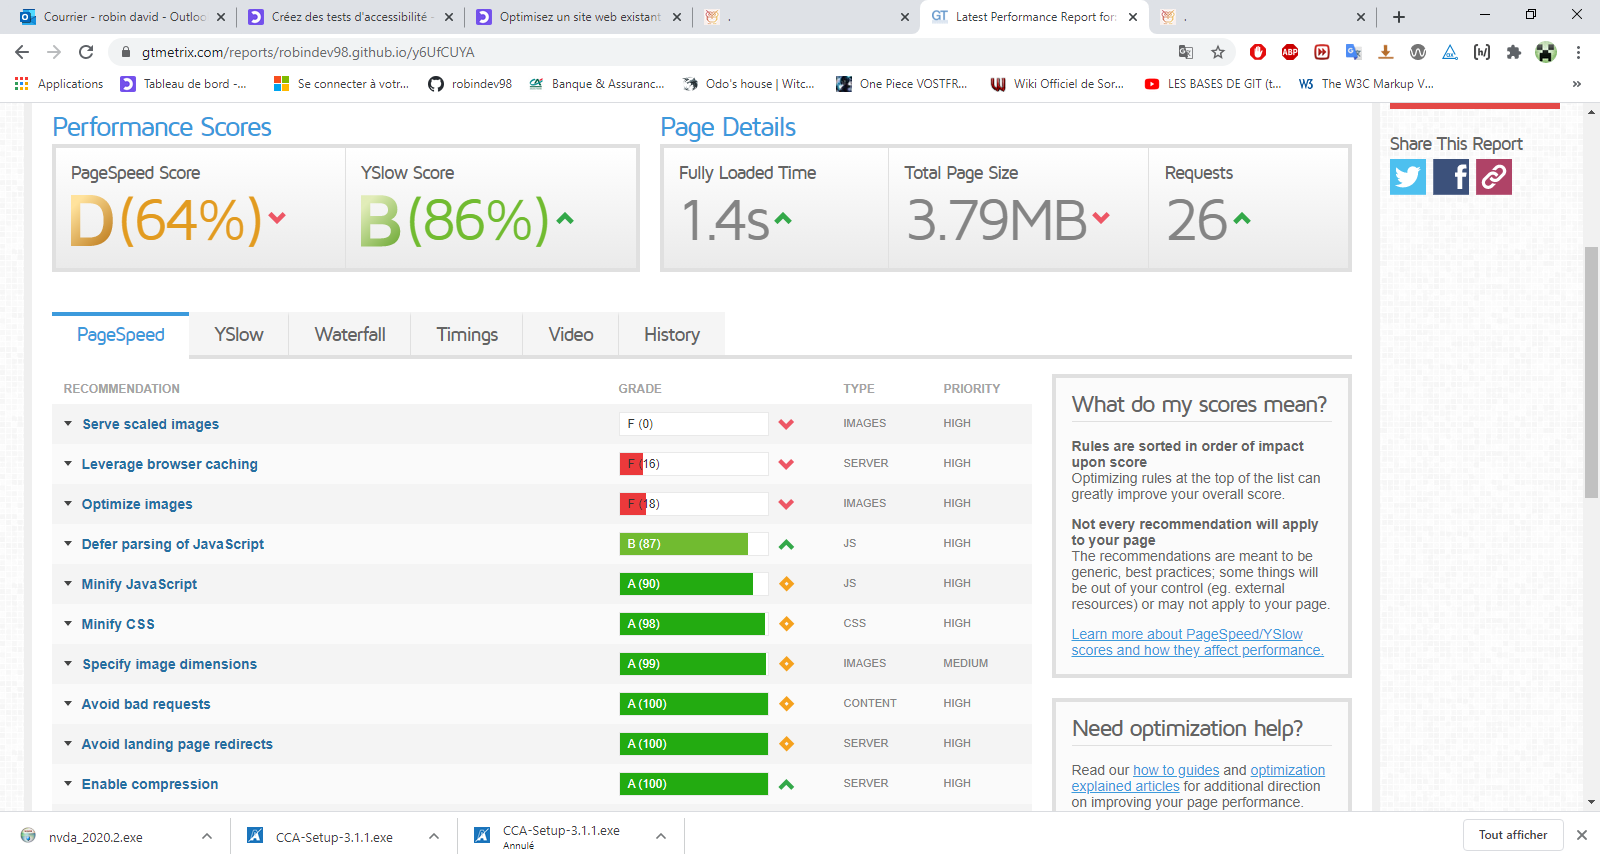 Courrier - robin david - Outloo
Créez des tests d'accessibilité -
Optimisez un site web existant
.
GT Latest Performance Report for:
.
gtmetrix.com/reports/robindev98.github.io/y6UfCUYA
Applications
Tableau de bord -...
Se connecter à votr...
robindev98
Banque & Assuranc...
Odo's house | Witc...
One Piece VOSTFR...
Wiki Officiel de Sor...
LES BASES DE GIT (t...
The W3C Markup V...
Performance Scores
PageSpeed Score
D(64%)
YSlow Score
B(86%)
Page Details
Fully Loaded Time
1.4s
Total Page Size
3.79MB
Requests
26
Share This Report
PageSpeed
YSlow
Waterfall
Timings
Video
History
RECOMMENDATION GRADE TYPE PRIORITY
Serve scaled images F (0) IMAGES HIGH
Leverage browser caching F (16) SERVER HIGH
Optimize images F (18) IMAGES HIGH
Defer parsing of JavaScript B (87) JS HIGH
Minify JavaScript A (90) JS HIGH
Minify CSS A (98) CSS HIGH
Specify image dimensions A (99) IMAGES MEDIUM
Avoid bad requests A (100) CONTENT HIGH
Avoid landing page redirects A (100) SERVER HIGH
Enable compression A (100) SERVER HIGH
What do my scores mean?
Rules are sorted in order of impact
upon score
Optimizing rules at the top of the list can
greatly improve your overall score.
Not every recommendation will apply
to your page
The recommendations are meant to be
generic, best practices; some things will
be out of your control (eg. external
resources) or may not apply to your page.
Learn more about PageSpeed/YSlow
scores and how they affect performance.
Need optimization help?
Read our how to guides and optimization
explained articles for additional direction
on improving your page performance.
nvda_2020.2.exe
CCA-Setup-3.1.1.exe
CCA-Setup-3.1.1.exe
Annulé
Tout afficher